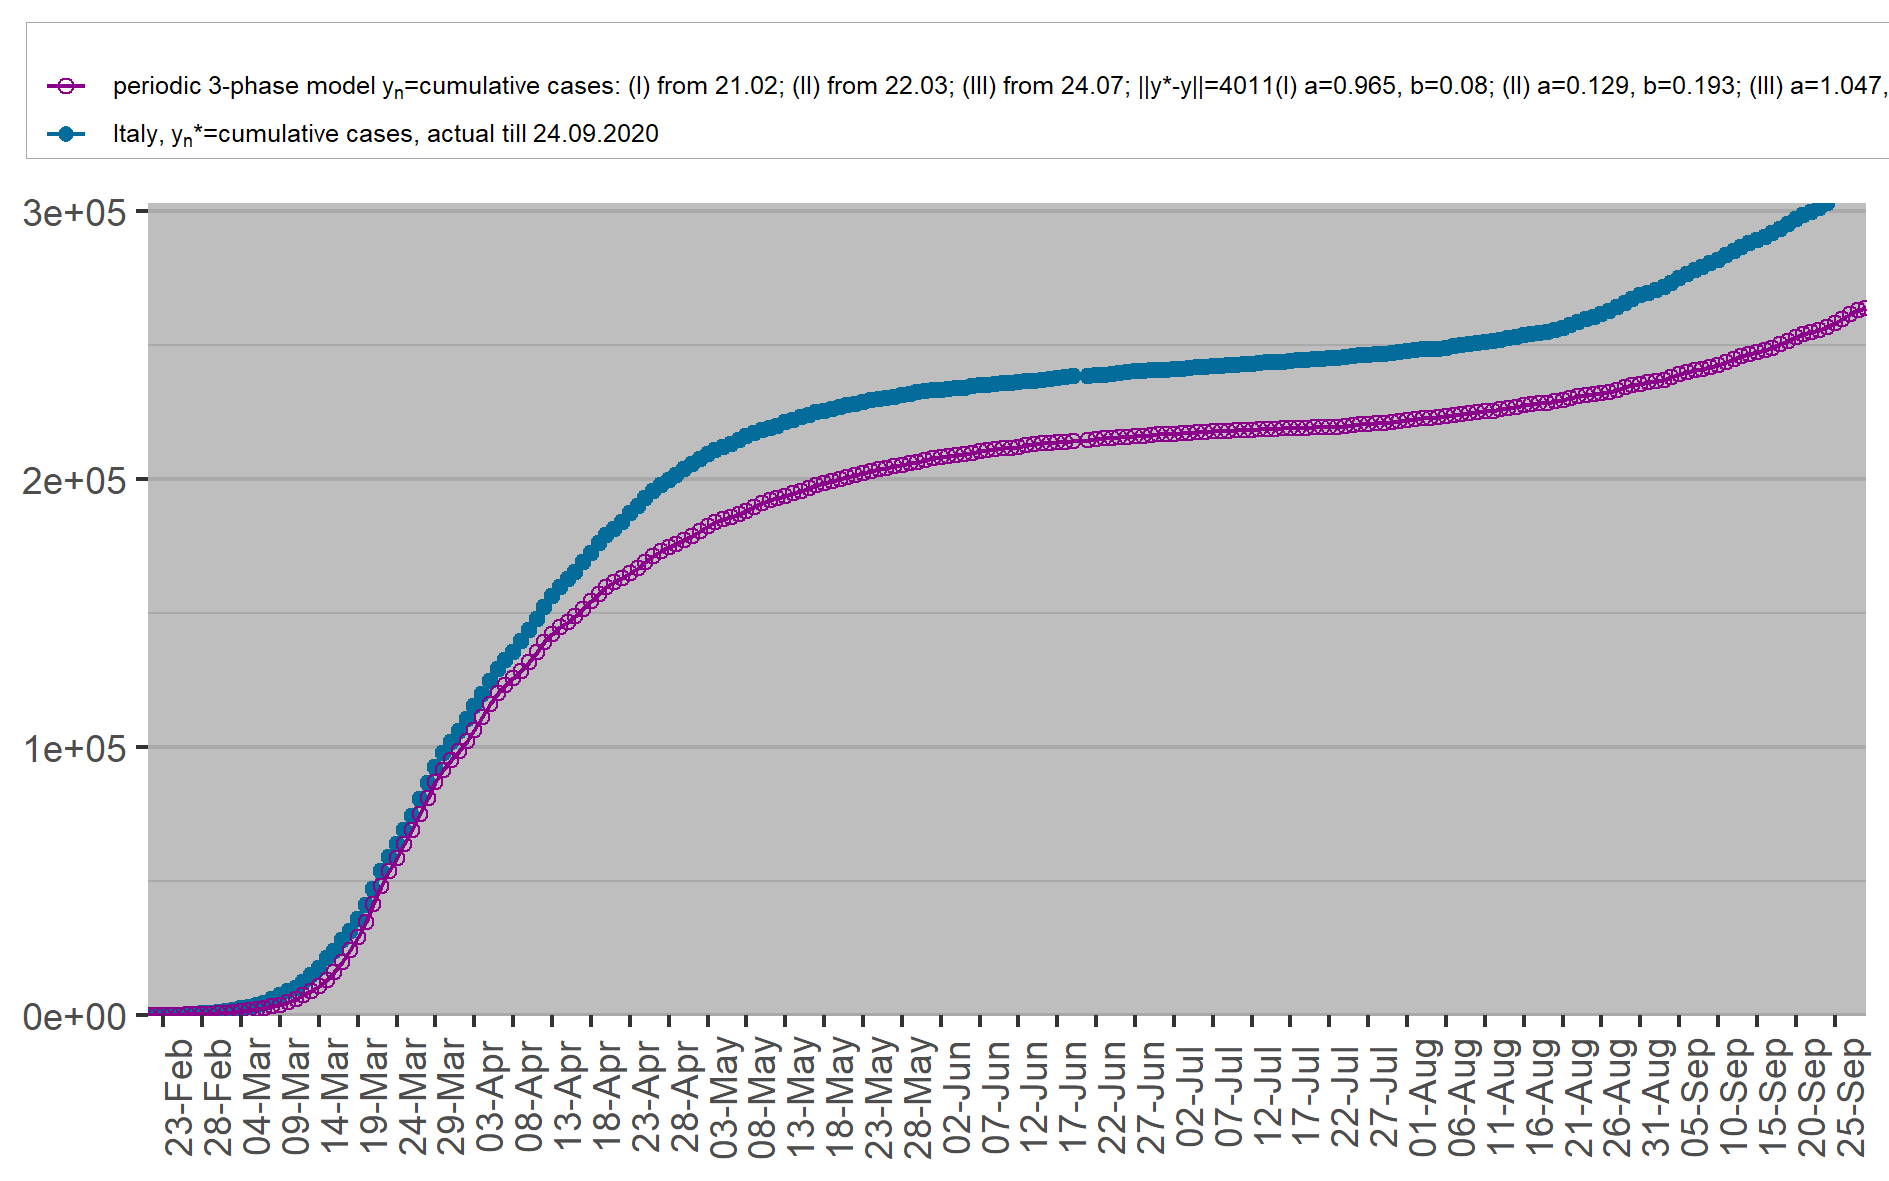 periodic 3-phase model yn=cumulative cases: (I) from 21.02; (II) from 22.03; (III) from 24.07; ||y*-y||=4011(I) a=0.965, b=0.08; (II) a=0.129, b=0.193; (III) a=1.047,
Italy, yn*=cumulative cases, actual till 24.09.2020
3e+05
2e+05
1e+05
0e+00
23-Feb
28-Feb
04-Mar
09-Mar
14-Mar
19-Mar
24-Mar
29-Mar
03-Apr
08-Apr
13-Apr
18-Apr
23-Apr
28-Apr
03-May
08-May
13-May
18-May
23-May
28-May
02-Jun
07-Jun
12-Jun
17-Jun
22-Jun
27-Jun
02-Jul
07-Jul
12-Jul
17-Jul
22-Jul
27-Jul
01-Aug
06-Aug
11-Aug
16-Aug
21-Aug
26-Aug
31-Aug
05-Sep
10-Sep
15-Sep
20-Sep
25-Sep